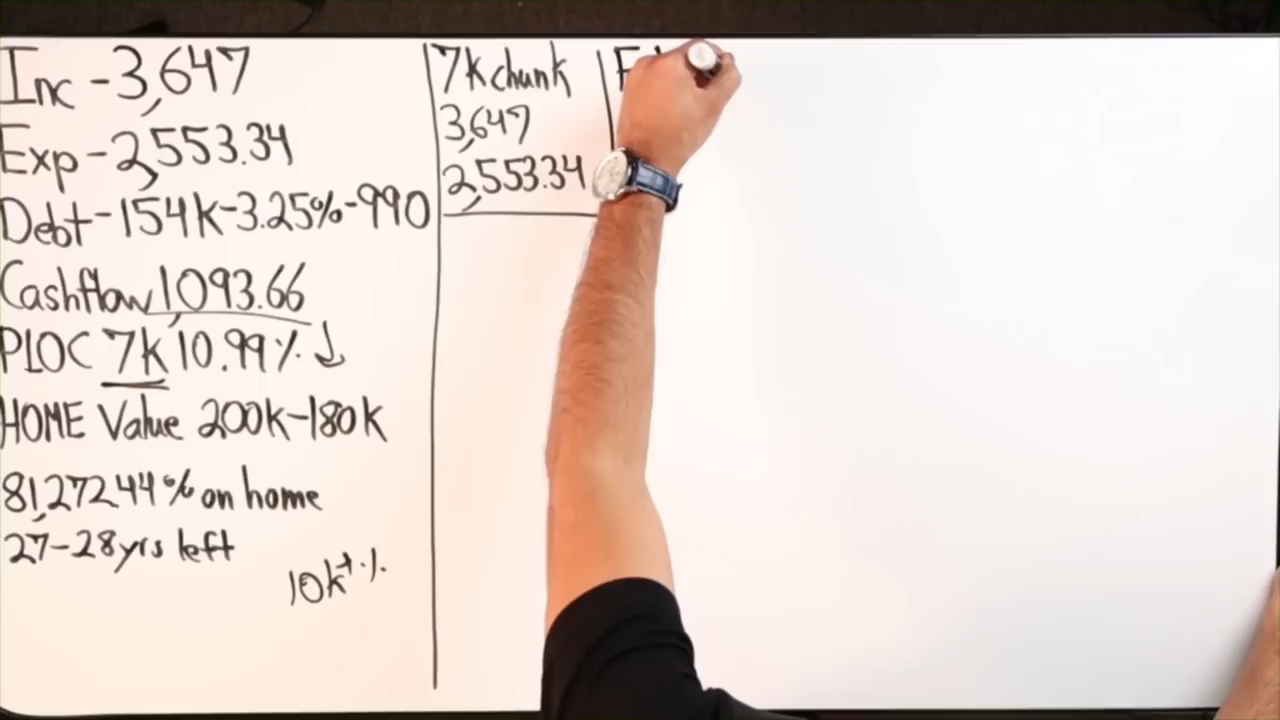 Inc - 3,647
Exp - 2,553.34
Debt - 154k - 3.25% - 990
Cashflow 1,093.66
PLOC 7k 10.99% ↓
HOME Value 200k - 180k
81,272.44 % on home
27-28 yrs left
10k + %
7k chunk
3,647
2,553.34